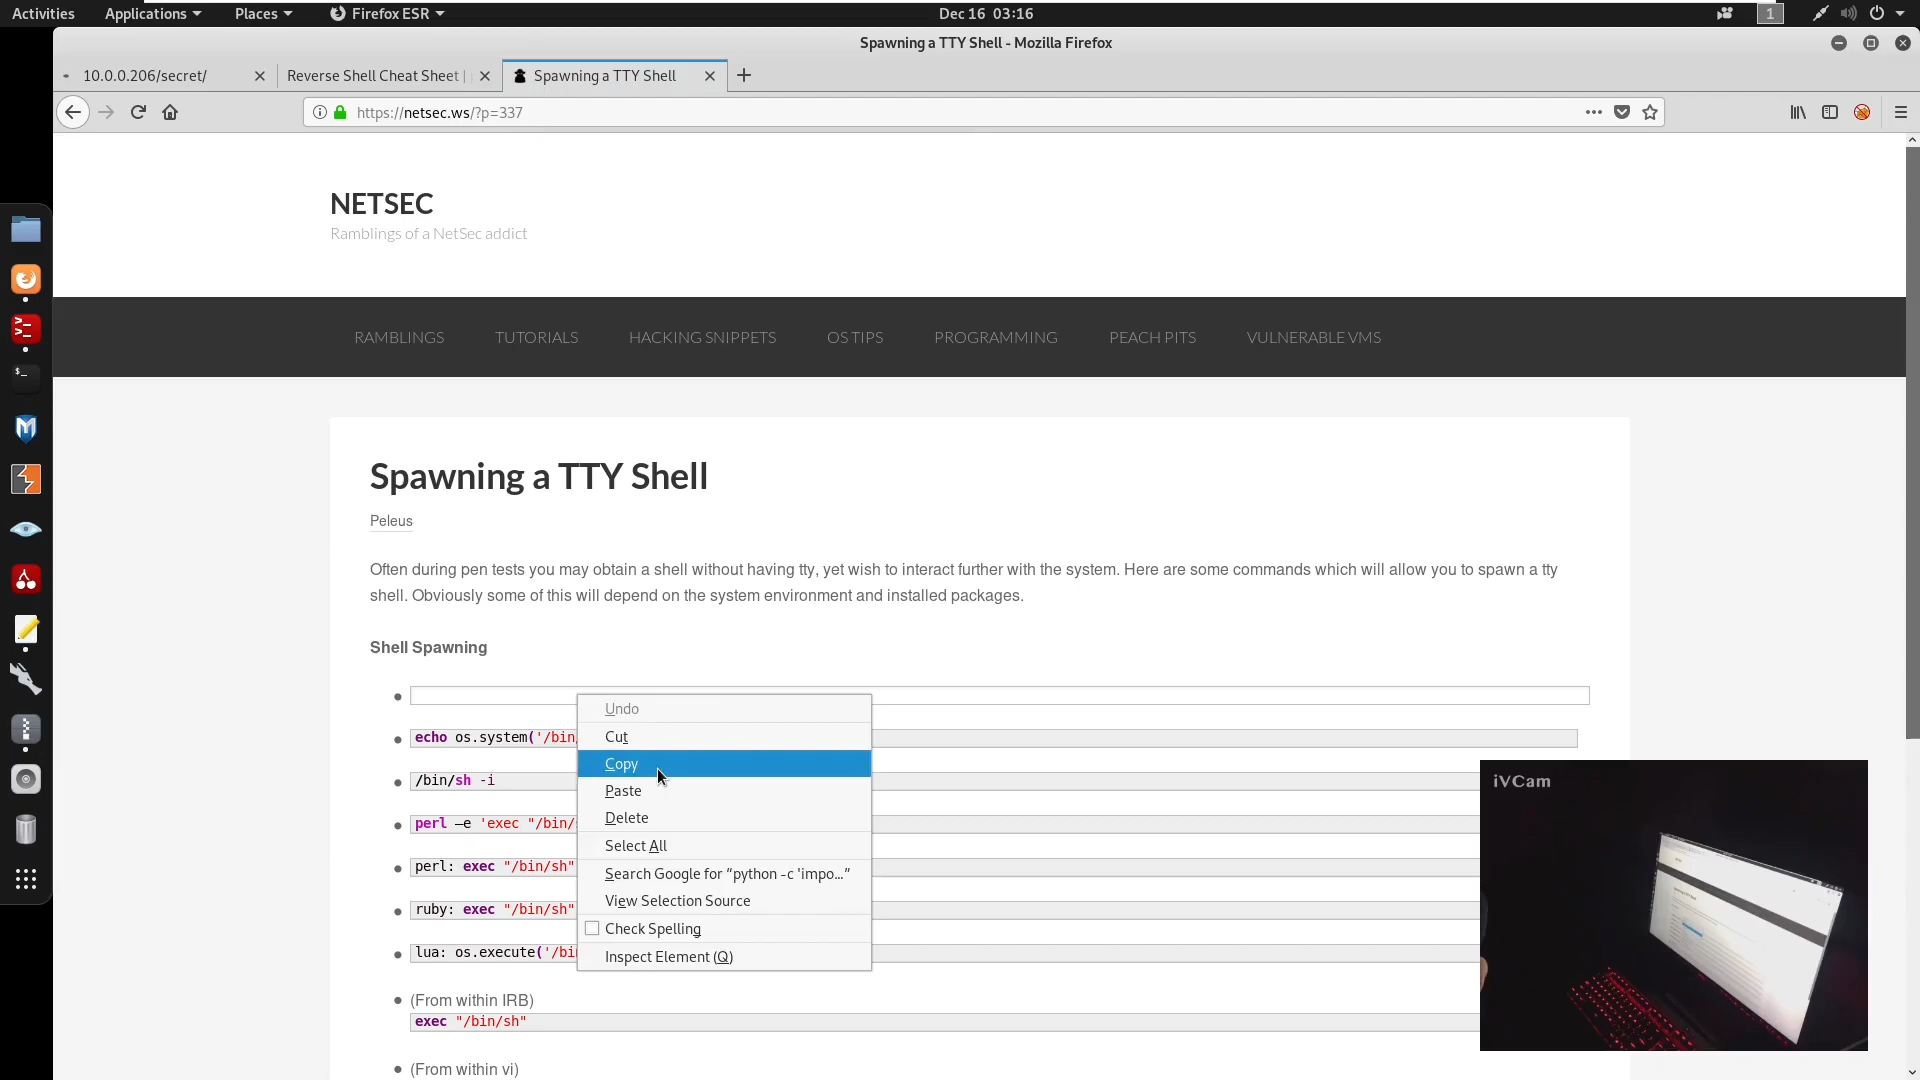 Activities Applications Places Firefox ESR Dec 16 03:16 1
Spawning a TTY Shell - Mozilla Firefox
10.0.0.206/secret/ Reverse Shell Cheat Sheet | Spawning a TTY Shell
https://netsec.ws/?p=337
NETSEC
Ramblings of a NetSec addict
RAMBLINGS TUTORIALS HACKING SNIPPETS OS TIPS PROGRAMMING PEACH PITS VULNERABLE VMS
Spawning a TTY Shell
Peleus
Often during pen tests you may obtain a shell without having tty, yet wish to interact further with the system. Here are some commands which will allow you to spawn a tty
shell. Obviously some of this will depend on the system environment and installed packages.
Shell Spawning
echo os.system('/bin/
/bin/sh -i
perl —e 'exec "/bin/s
perl: exec "/bin/sh"
ruby: exec "/bin/sh"
lua: os.execute('/bin
(From within IRB)
exec "/bin/sh"
(From within vi)
Undo
Cut
Copy
Paste
Delete
Select All
Search Google for “python -c 'impo...”
View Selection Source
Check Spelling
Inspect Element (Q)
iVCam